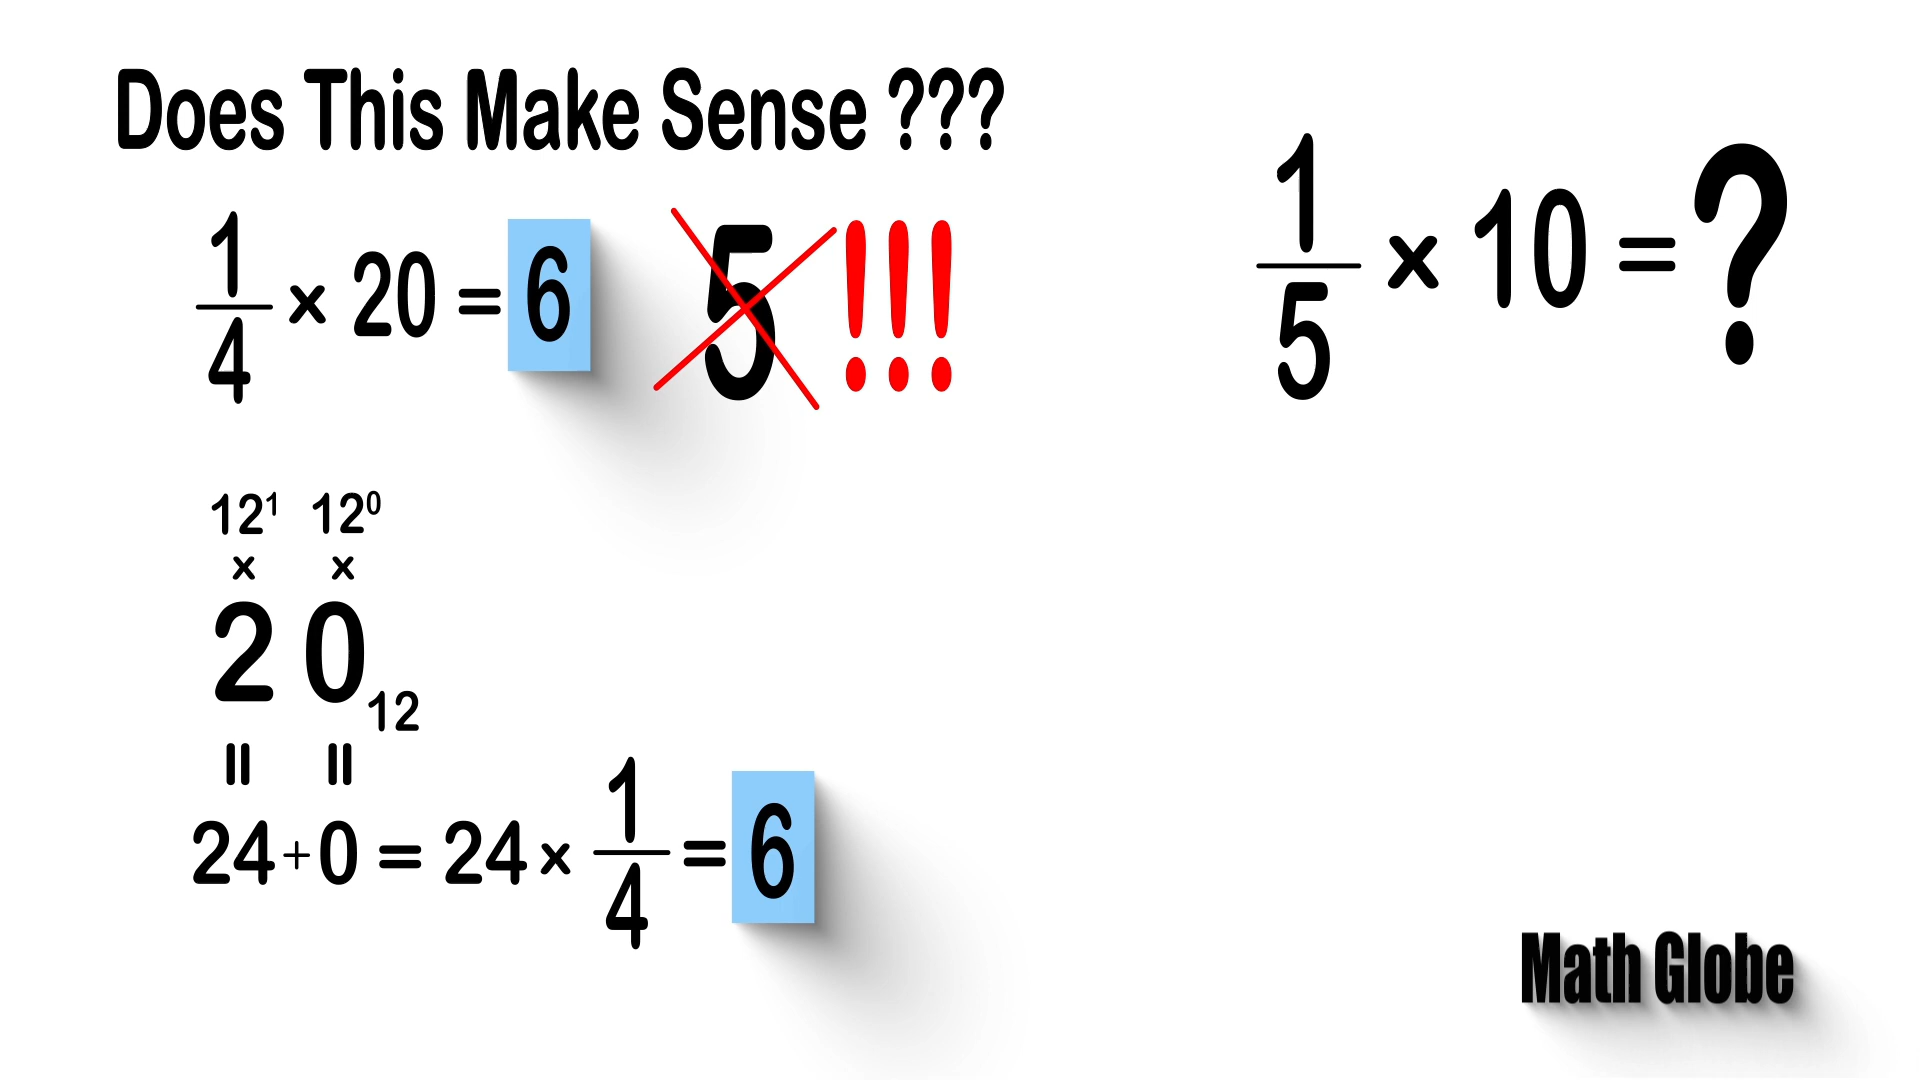 Does This Make Sense ???
1/4 × 20 = 6 5 !!!
1/5 × 10 = ?
12¹ 12⁰
× ×
2 0₁₂
= =
24 + 0 = 24 × 1/4 = 6
Math Globe